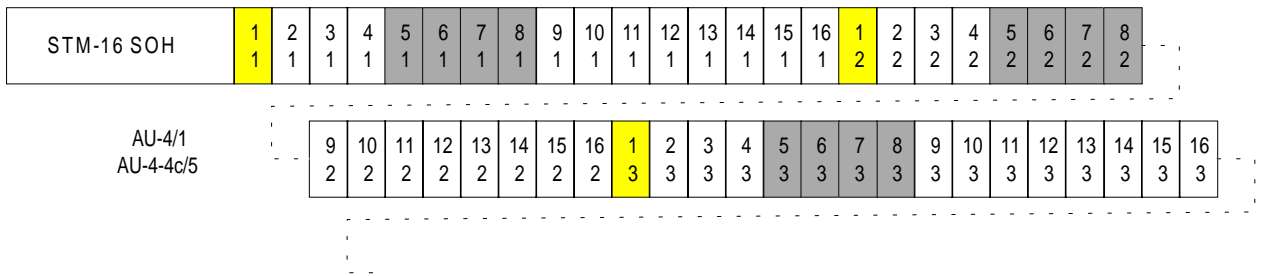 STM-16 SOH 1 2 3 4 5 6 7 8 9 10 11 12 13 14 15 16 1 2 3 4 5 6 7 8
1 1 1 1 1 1 1 1 1 1 1 1 1 1 1 1 2 2 2 2 2 2 2 2
AU-4/1
AU-4-4c/5
9 10 11 12 13 14 15 16 1 2 3 4 5 6 7 8 9 10 11 12 13 14 15 16
2 2 2 2 2 2 2 2 3 3 3 3 3 3 3 3 3 3 3 3 3 3 3 3